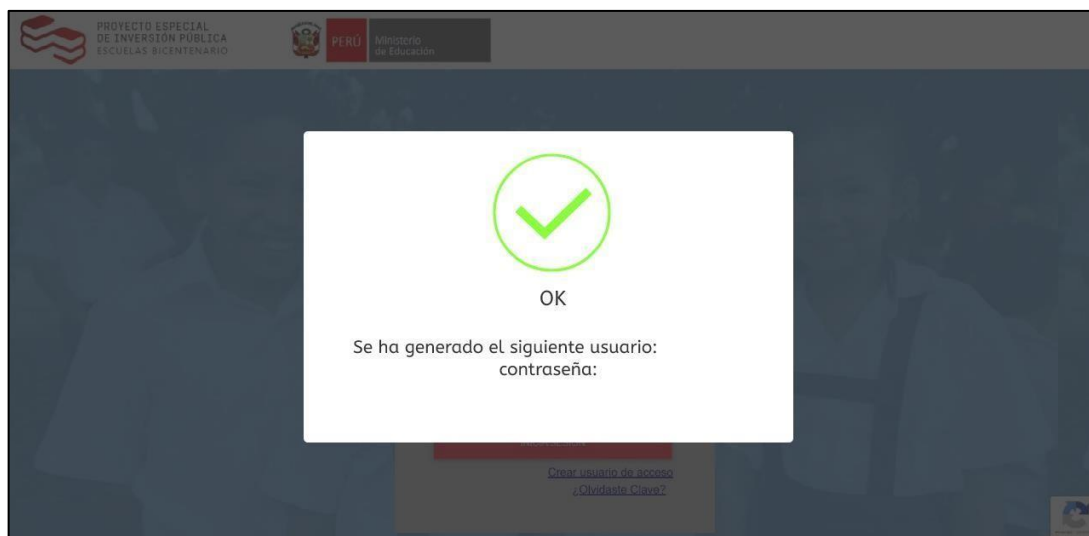 PROYECTO ESPECIAL
DE INVERSIÓN PÚBLICA
ESCUELAS BICENTENARIO
PERÚ
Ministerio
de Educación
OK
Se ha generado el siguiente usuario:
contraseña:
Crear usuario de acceso
¿Olvidaste Clave?